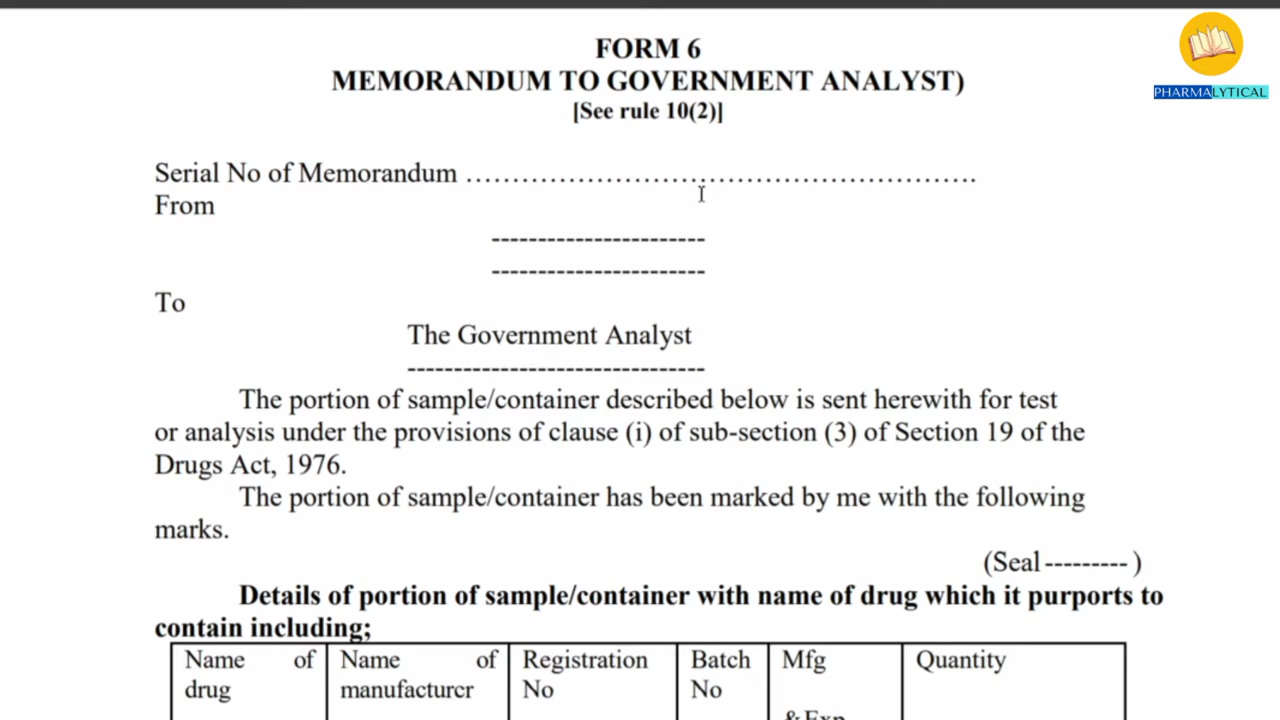 FORM 6
MEMORANDUM TO GOVERNMENT ANALYST)
[See rule 10(2)]
PHARMALYTICAL
Serial No of Memorandum …………………………………………………….
From
-----------------------
-----------------------
To
The Government Analyst
--------------------------------
The portion of sample/container described below is sent herewith for test
or analysis under the provisions of clause (i) of sub-section (3) of Section 19 of the
Drugs Act, 1976.
The portion of sample/container has been marked by me with the following
marks.
(Seal --------- )
Details of portion of sample/container with name of drug which it purports to
contain including;
Name of drug
Name of manufacturer
Registration No
Batch No
Mfg & Exp
Quantity